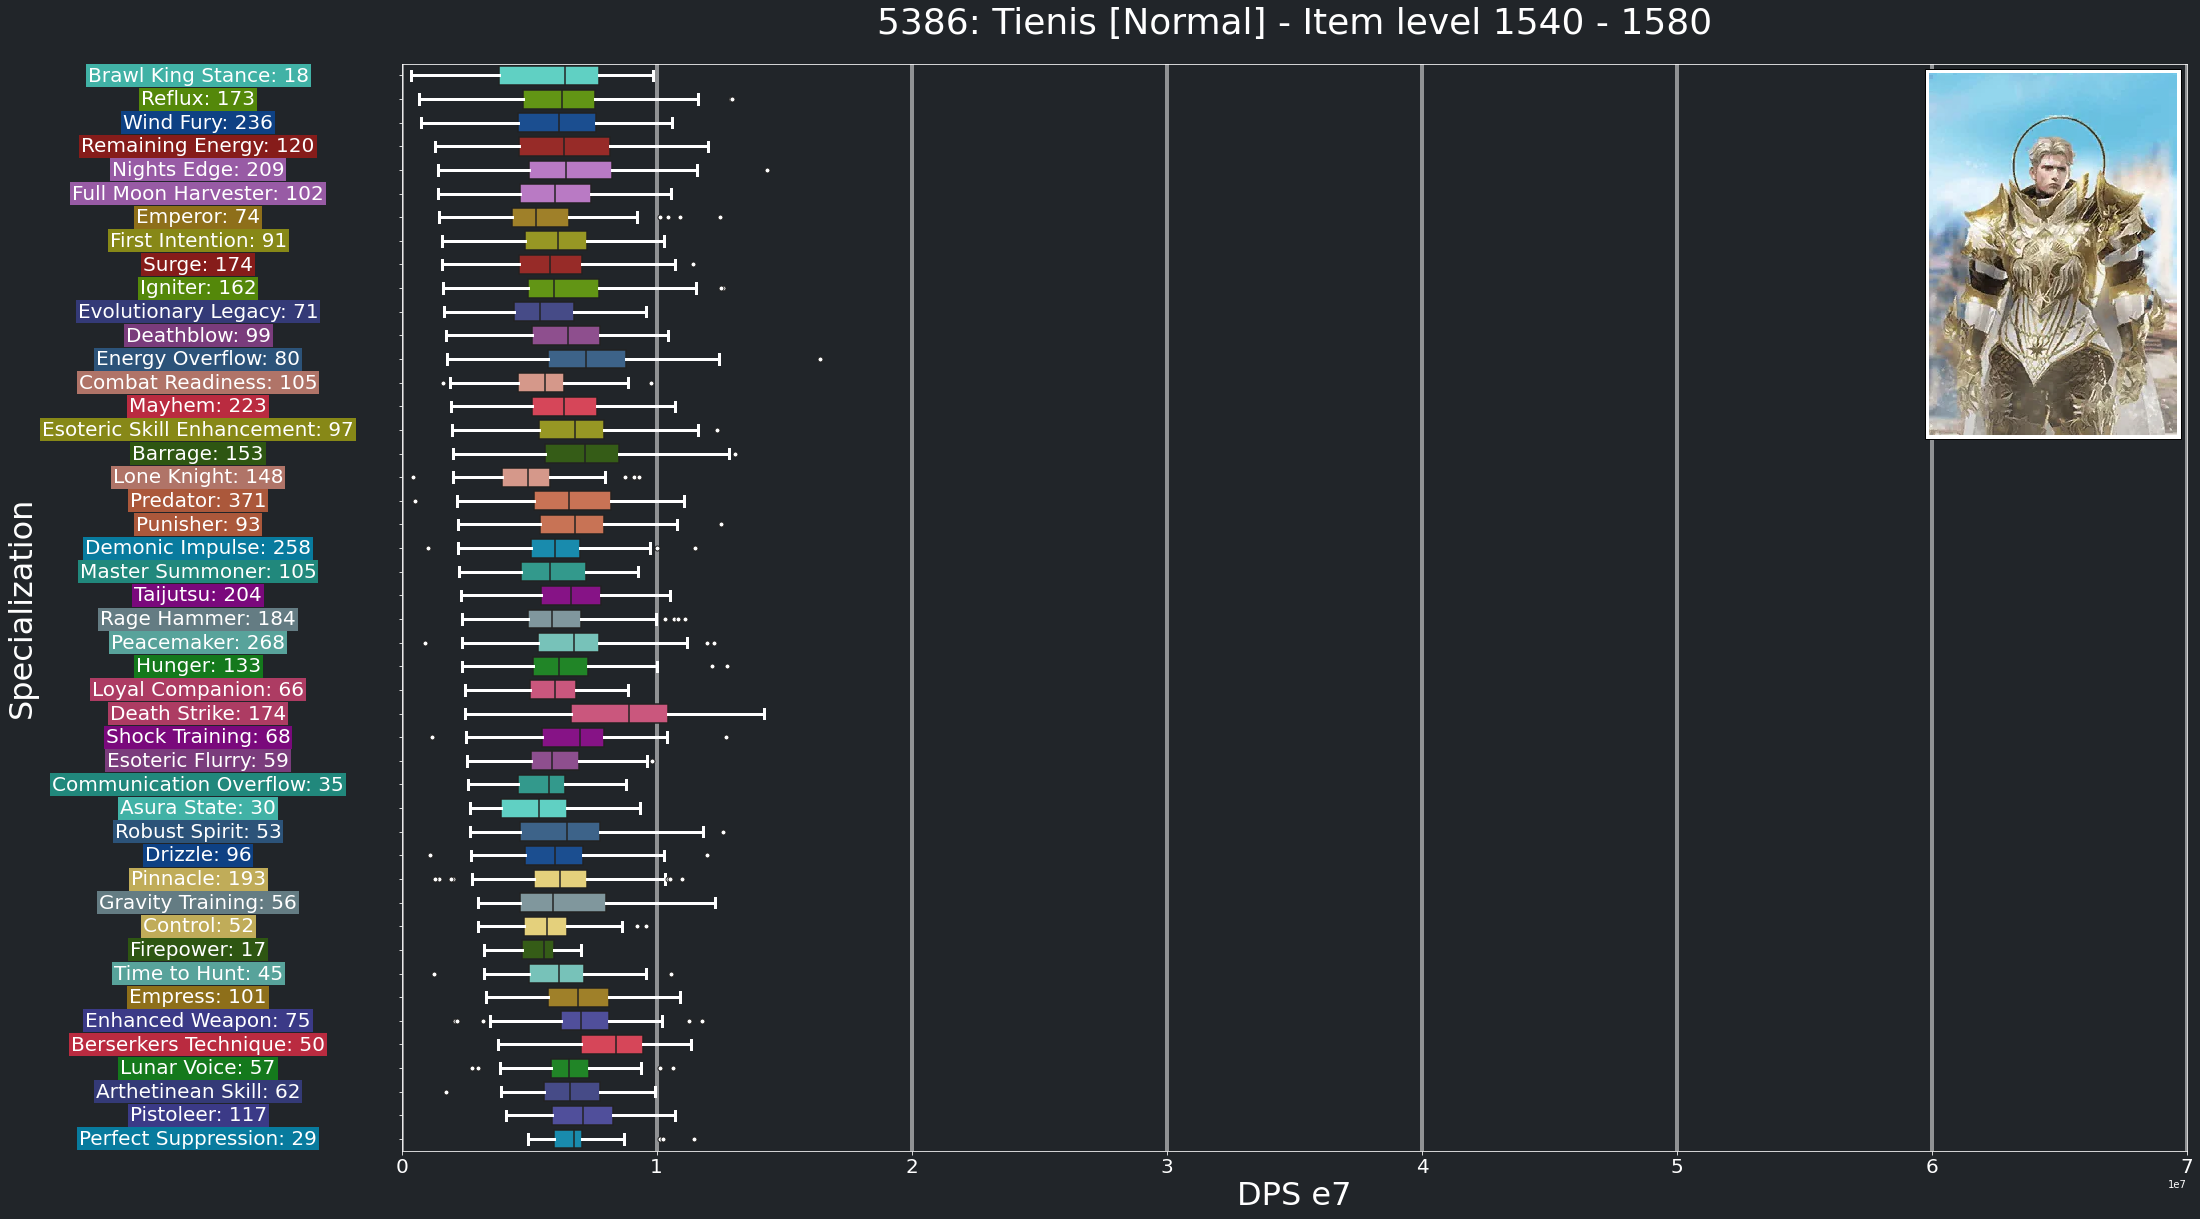 5386: Tienis [Normal] - Item level 1540 - 1580
Specialization
Brawl King Stance: 18
Reflux: 173
Wind Fury: 236
Remaining Energy: 120
Nights Edge: 209
Full Moon Harvester: 102
Emperor: 74
First Intention: 91
Surge: 174
Igniter: 162
Evolutionary Legacy: 71
Deathblow: 99
Energy Overflow: 80
Combat Readiness: 105
Mayhem: 223
Esoteric Skill Enhancement: 97
Barrage: 153
Lone Knight: 148
Predator: 371
Punisher: 93
Demonic Impulse: 258
Master Summoner: 105
Taijutsu: 204
Rage Hammer: 184
Peacemaker: 268
Hunger: 133
Loyal Companion: 66
Death Strike: 174
Shock Training: 68
Esoteric Flurry: 59
Communication Overflow: 35
Asura State: 30
Robust Spirit: 53
Drizzle: 96
Pinnacle: 193
Gravity Training: 56
Control: 52
Firepower: 17
Time to Hunt: 45
Empress: 101
Enhanced Weapon: 75
Berserkers Technique: 50
Lunar Voice: 57
Arthetinean Skill: 62
Pistoleer: 117
Perfect Suppression: 29
0 1 2 3 4 5 6 7
1e7
DPS e7